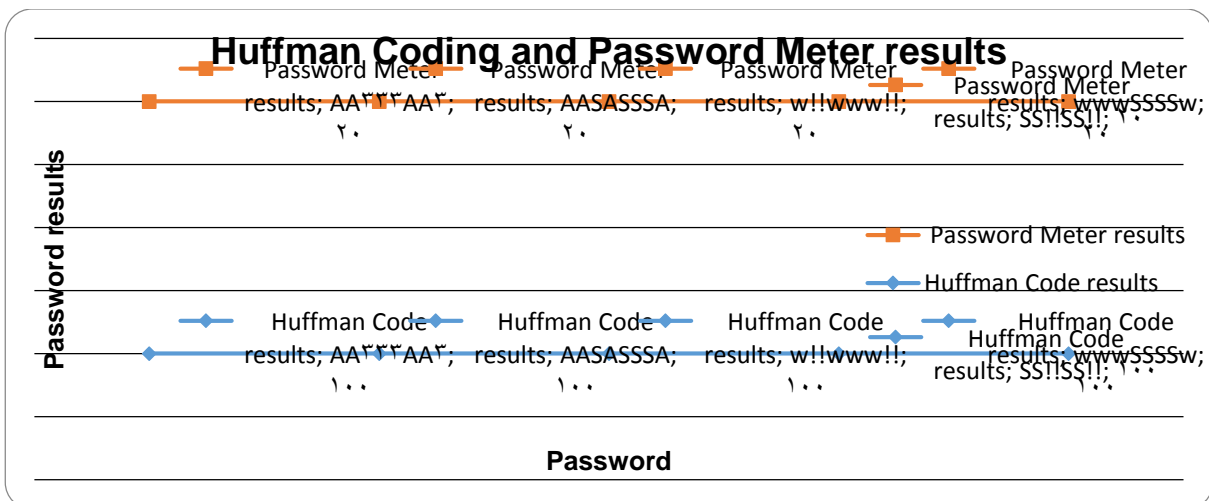 Huffman Coding and Password Meter results
Password Meter
results; AA٣٣٣AA٣;
٢٠
Password Meter
results; AASASSSA;
٢٠
Password Meter
results; w!!www!!;
٢٠
Password Meter
results; SS!!SS!!; ٢٠
Password Meter
results; wwwSSSSw;
٢٠
Password results
Password Meter results
Huffman Code results
Huffman Code
results; AA٣٣٣AA٣;
١٠٠
Huffman Code
results; AASASSSA;
١٠٠
Huffman Code
results; w!!www!!;
١٠٠
Huffman Code
results; SS!!SS!!; ١٠٠
Huffman Code
results; wwwSSSSw;
١٠٠
Password